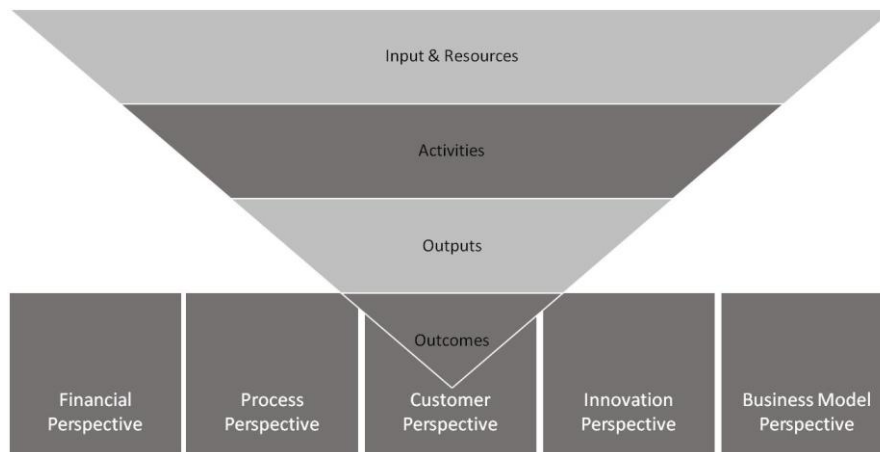 Input & Resources
Activities
Outputs
Outcomes
Financial
Perspective
Process
Perspective
Customer
Perspective
Innovation
Perspective
Business Model
Perspective